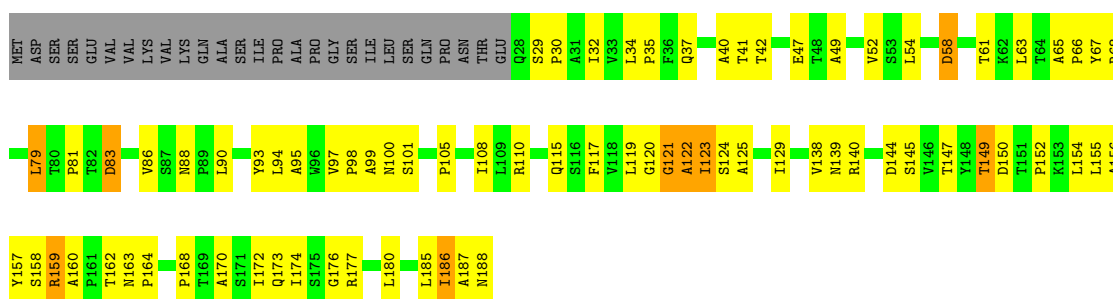 MET ASP SER SER GLU VAL VAL LYS VAL LYS GLN ALA SER ILE PRO ALA PRO GLY SER ILE LEU SER GLN PRO ASN THR GLU Q28 S29 P30 A31 I32 V33 L34 P35 F36 Q37 A40 T41 T42 E47 T48 A49 V52 S53 L54 D58 T61 K62 L63 T64 A65 P66 Y67
L79 T80 P81 T82 D83 V86 S87 N88 P89 L90 Y93 L94 A95 W96 V97 P98 A99 N100 S101 P105 I108 L109 R110 Q115 S116 F117 V118 L119 G120 G121 A122 I123 S124 A125 I129 V138 N139 R140 D144 S145 V146 T147 Y148 T149 D150 T151 P152 K153 L154 L155
Y157 S158 R159 A160 P161 T162 N163 P164 P168 T169 A170 S171 I172 Q173 I174 S175 G176 R177 L180 L185 I186 A187 N188